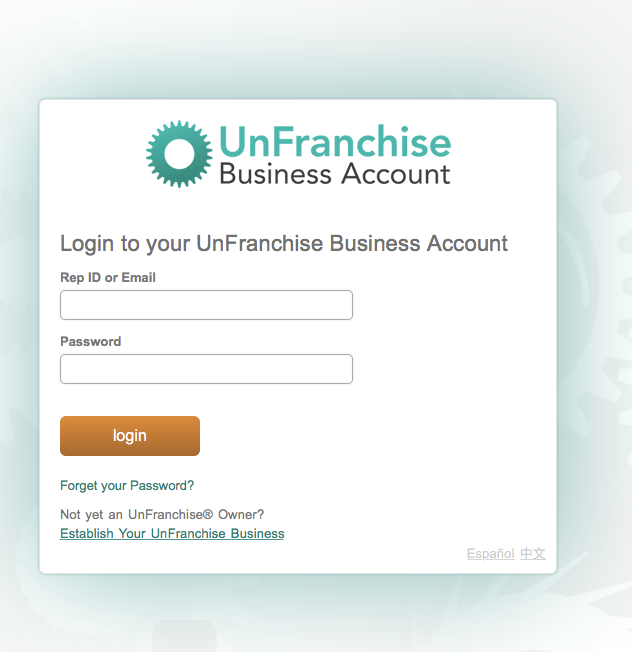 UnFranchise
Business Account
Login to your UnFranchise Business Account
Rep ID or Email
Password
login
Forget your Password?
Not yet an UnFranchise® Owner?
Establish Your UnFranchise Business
Español 中文